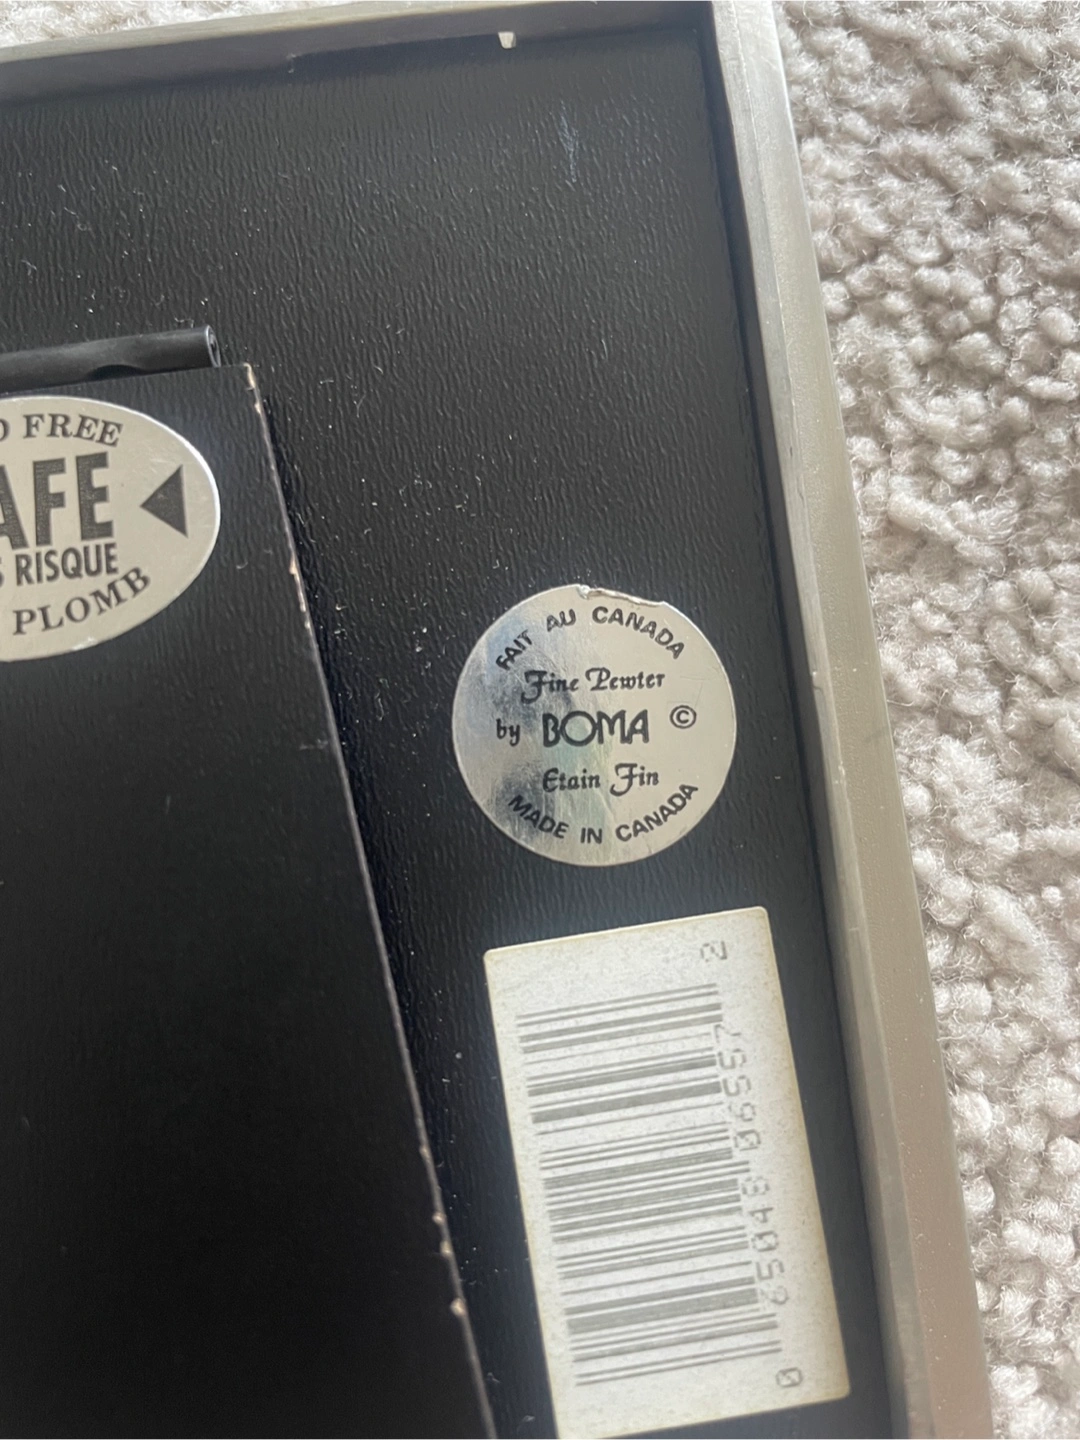 D FREE
AFE
S RISQUE
PLOMB
FAIT AU CANADA
Fine Pewter
by BOMA ©
Etain Fin
MADE IN CANADA
0 65048 06557 2